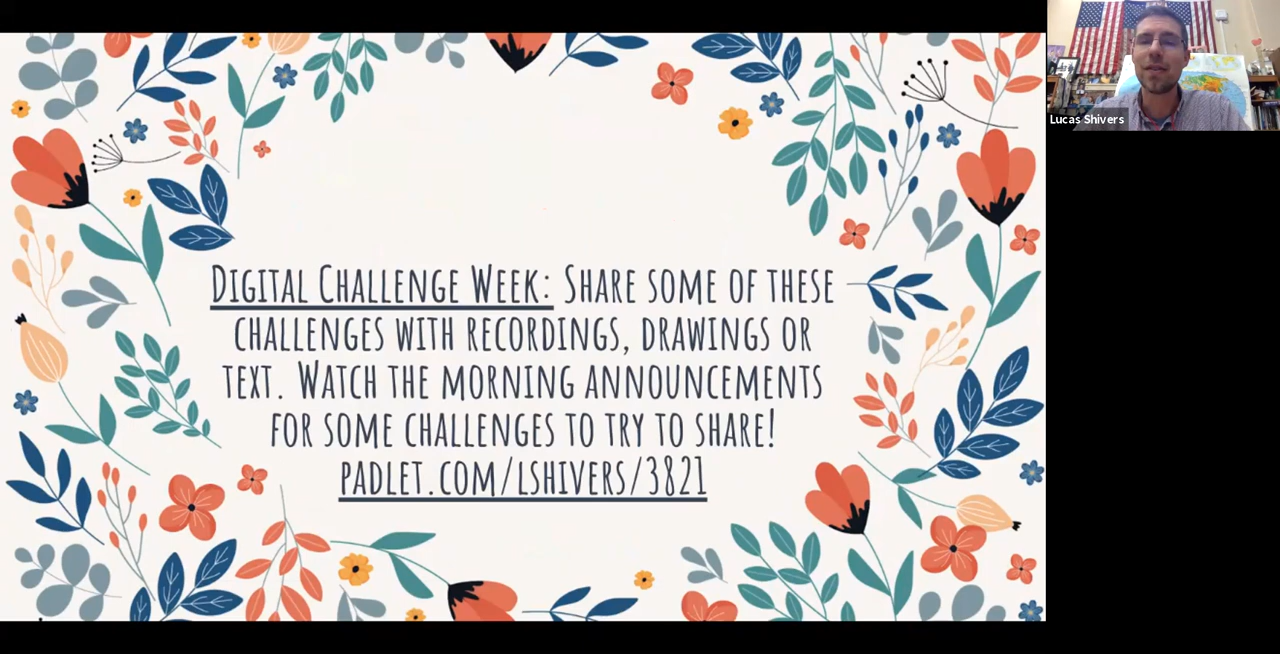 Lucas Shivers
Digital Challenge Week: Share some of these
challenges with recordings, drawings or
text. Watch the morning announcements
for some challenges to try to share!
padlet.com/lshivers/3821